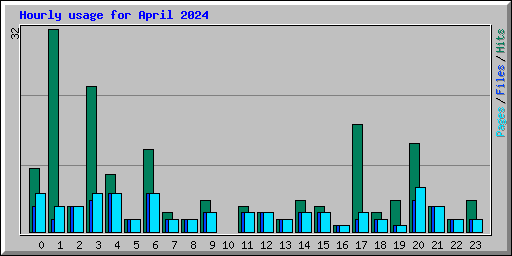 Hourly usage for April 2024
32
Pages/Files/Hits
0 1 2 3 4 5 6 7 8 9 10 11 12 13 14 15 16 17 18 19 20 21 22 23